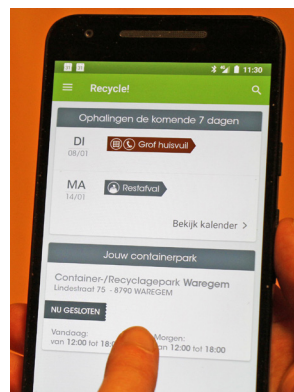 11:30
Recycle!
Ophalingen de komende 7 dagen
DI
08/01
Grof huisvuil
MA
14/01
Restafval
Bekijk kalender >
Jouw containerpark
Container-/Recyclagepark Waregem
Lindestraat 75 - 8790 WAREGEM
NU GESLOTEN
Vandaag:
Morgen:
van 12:00 tot 18:
van 12:00 tot 18:00